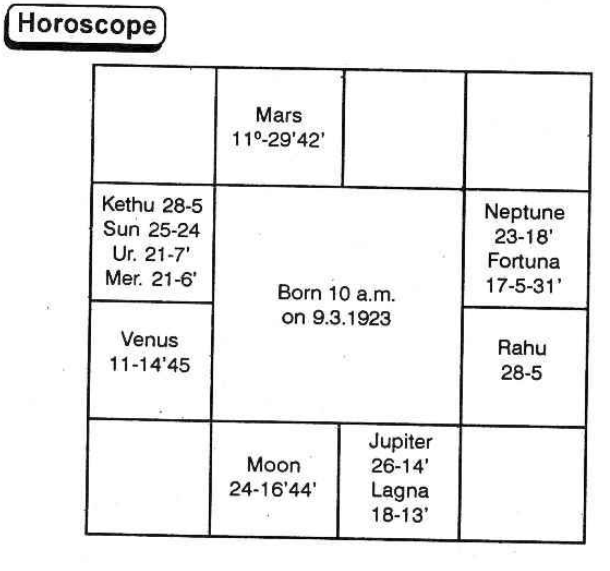 Horoscope
Mars
11º-29'42'
Kethu 28-5
Sun 25-24
Ur. 21-7'
Mer. 21-6'
Neptune
23-18'
Fortuna
17-5-31'
Born 10 a.m.
on 9.3.1923
Venus
11-14'45
Rahu
28-5
Moon
24-16'44'
Jupiter
26-14'
Lagna
18-13'